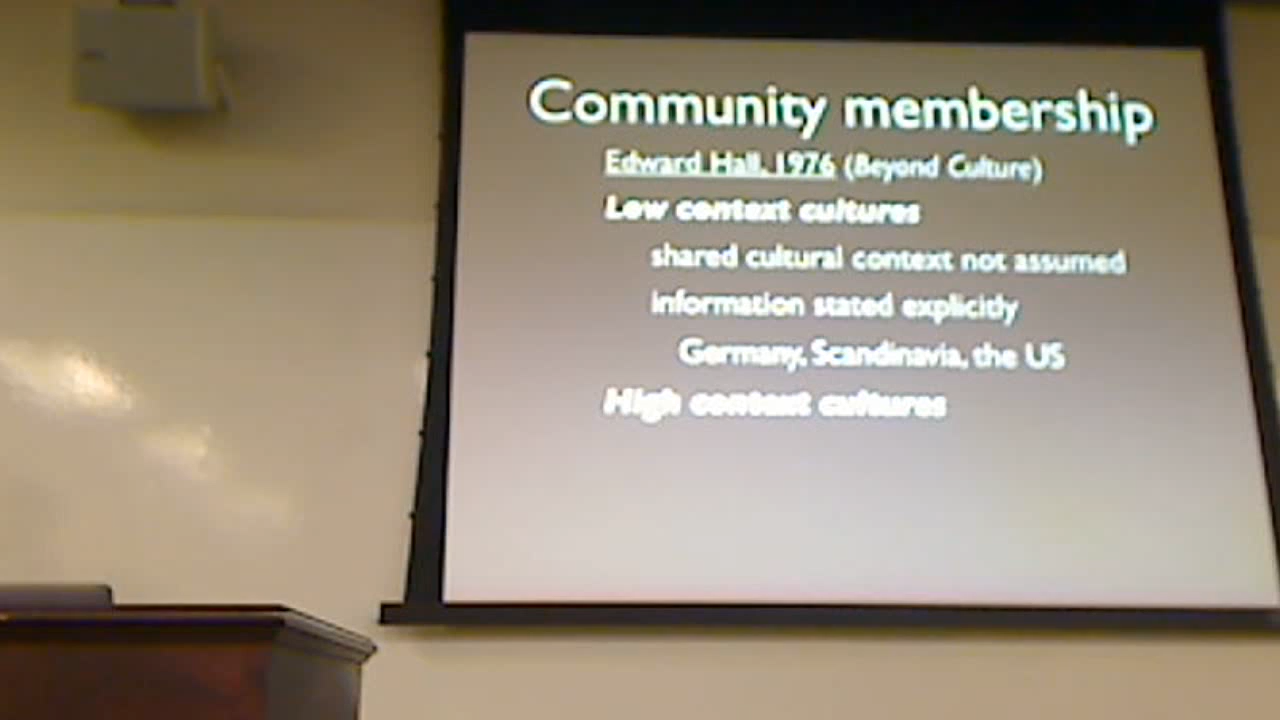 Community membership
Edward Hall, 1976 (Beyond Culture)
Low context cultures
shared cultural context not assumed
information stated explicitly
Germany, Scandinavia, the US
High context cultures